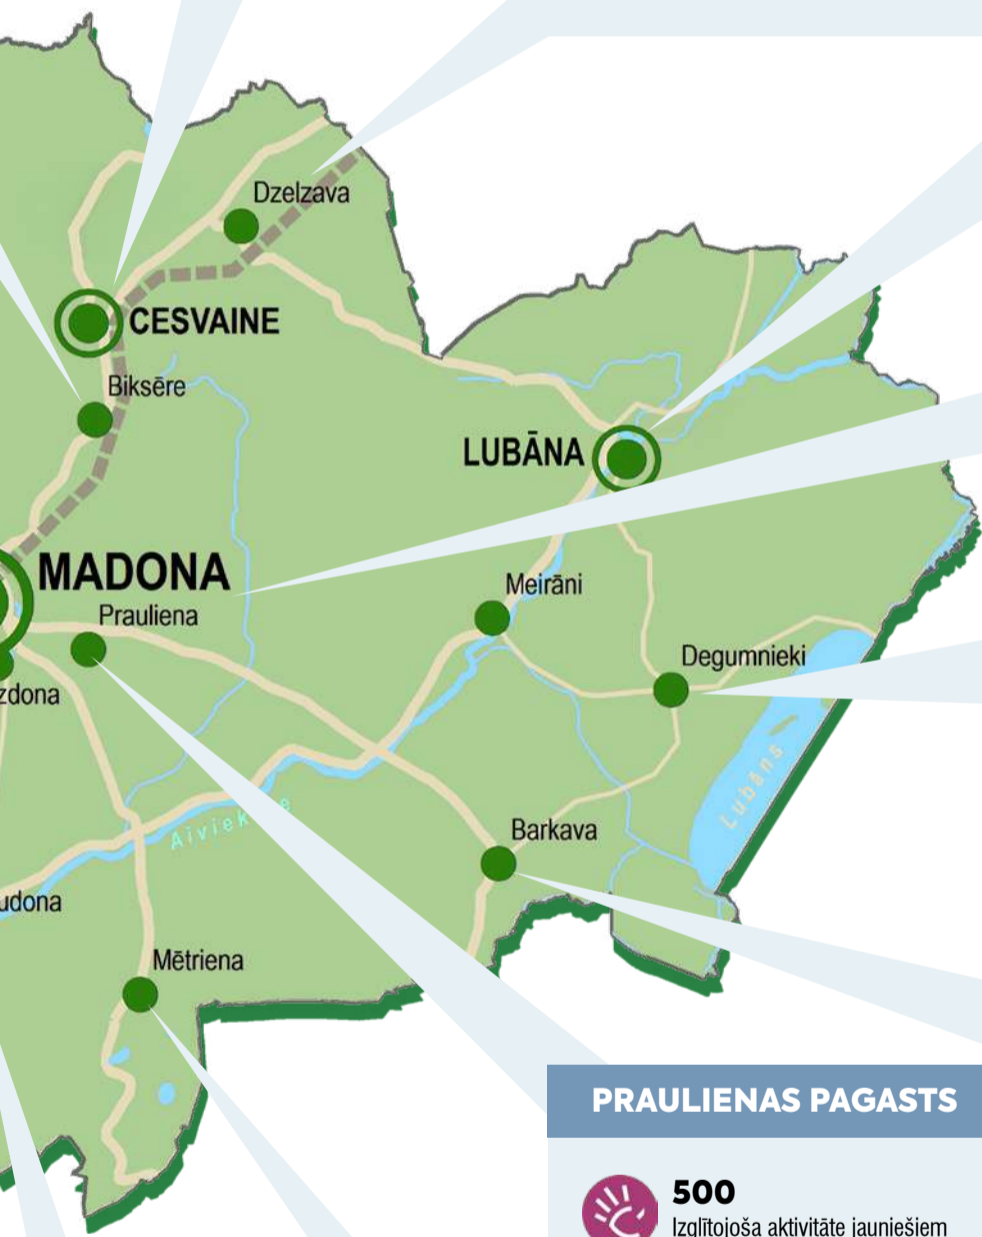 Dzelzava
CESVAINE
Biksēre
LUBĀNA
MADONA
Meirāni
Prauliena
Degumnieki
zdona
Lubāns
Barkava
Aiviek e
udona
Mētriena
PRAULIENAS PAGASTS
500
Izglītojoša aktivitāte jauniešiem